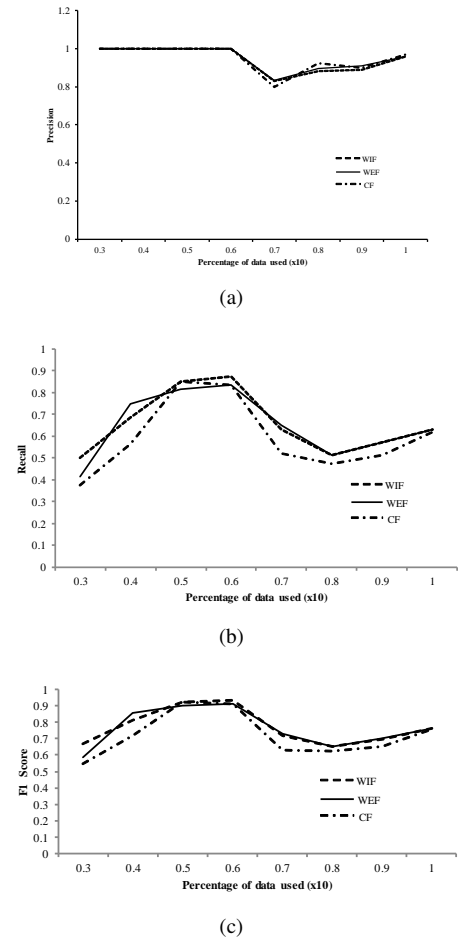 1.2
1
0.8
0.6
0.4
0.2
0
Precision
WIF
WEF
CF
0.3 0.4 0.5 0.6 0.7 0.8 0.9 1
Percentage of data used (x10)
(a)
1
0.9
0.8
0.7
0.6
0.5
0.4
0.3
0.2
0.1
0
Recall
WIF
WEF
CF
0.3 0.4 0.5 0.6 0.7 0.8 0.9 1
Percentage of data used (x10)
(b)
1
0.9
0.8
0.7
0.6
0.5
0.4
0.3
0.2
0.1
0
F1 Score
WIF
WEF
CF
0.3 0.4 0.5 0.6 0.7 0.8 0.9 1
Percentage of data used (x10)
(c)